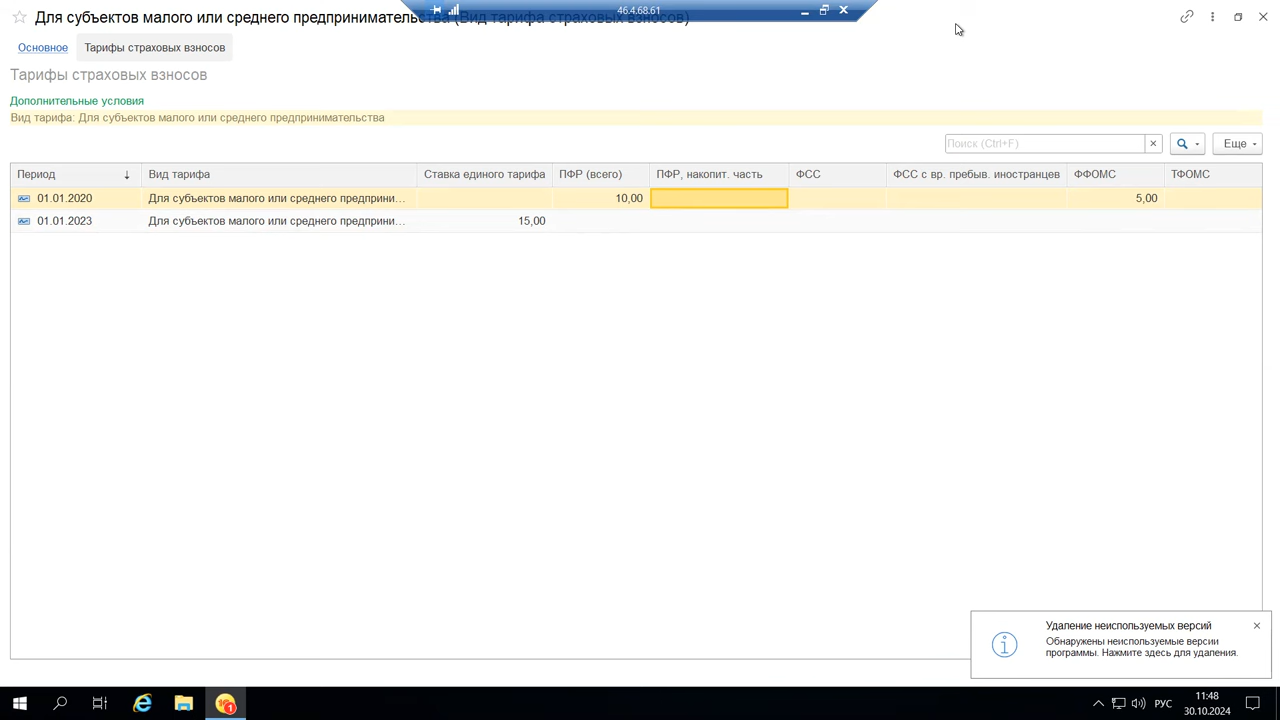 Для субъектов малого или среднего предпринимательства (Вид тарифа страховых взносов)
46.4.68.61
Основное
Тарифы страховых взносов
Тарифы страховых взносов
Дополнительные условия
Вид тарифа: Для субъектов малого или среднего предпринимательства
Поиск (Ctrl+F)
Еще
Период Вид тарифа Ставка единого тарифа ПФР (всего) ПФР, накопит. часть ФСС ФСС с вр. пребыв. иностранцев ФФОМС ТФОМС
01.01.2020 Для субъектов малого или среднего предприни... 10,00 5,00
01.01.2023 Для субъектов малого или среднего предприни... 15,00
Удаление неиспользуемых версий
Обнаружены неиспользуемые версии
программы. Нажмите здесь для удаления.
1
РУС
11:48
30.10.2024